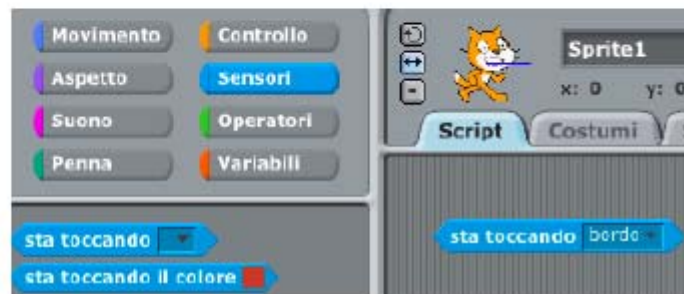 Movimento Controllo
Aspetto Sensori
Suono Operatori
Penna Variabili
sta toccando
sta toccando il colore
Sprite1
x: 0 y: 0
Script Costumi
sta toccando bordo